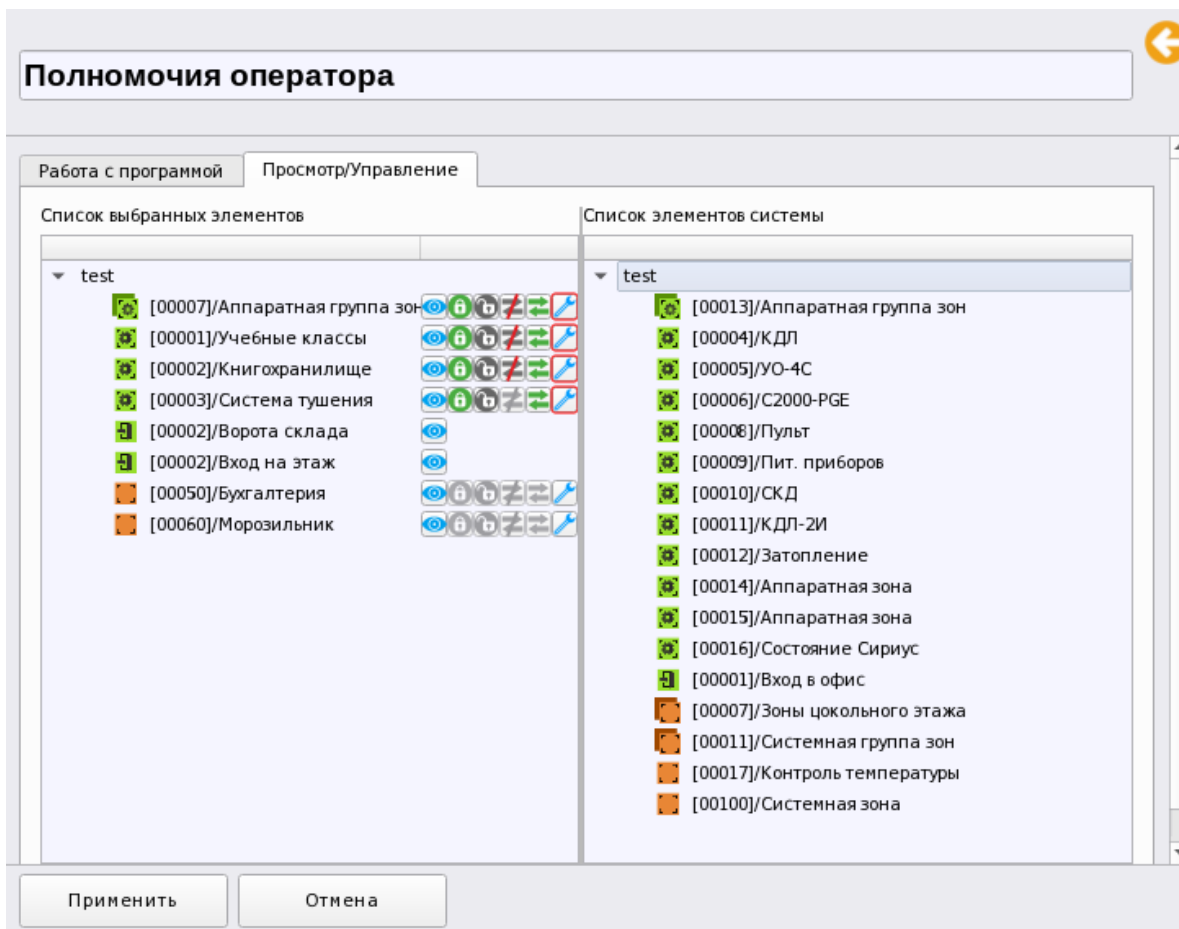 Полномочия оператора
Работа с программой
Просмотр/Управление
Список выбранных элементов
test
[00007]/Аппаратная группа зон
[00001]/Учебные классы
[00002]/Книгохранилище
[00003]/Система тушения
[00002]/Ворота склада
[00002]/Вход на этаж
[00050]/Бухгалтерия
[00060]/Морозильник
Список элементов системы
test
[00013]/Аппаратная группа зон
[00004]/КДЛ
[00005]/УО-4С
[00006]/С2000-PGE
[00008]/Пульт
[00009]/Пит. приборов
[00010]/СКД
[00011]/КДЛ-2И
[00012]/Затопление
[00014]/Аппаратная зона
[00015]/Аппаратная зона
[00016]/Состояние Сириус
[00001]/Вход в офис
[00007]/Зоны цокольного этажа
[00011]/Системная группа зон
[00017]/Контроль температуры
[00100]/Системная зона
Применить
Отмена